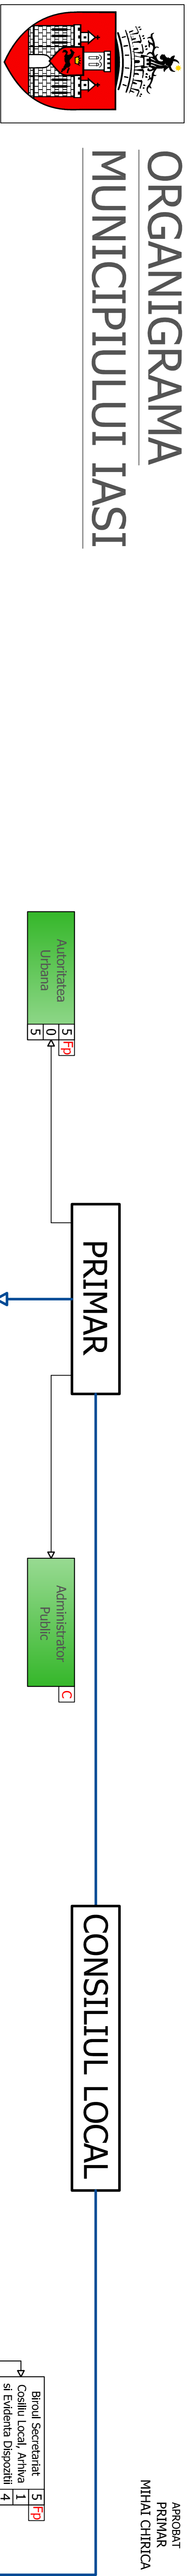 ORGANIGRAMA
MUNICIPIULUI IASI
APROBAT
PRIMAR
MIHAI CHIRICA
PRIMAR
CONSILIUL LOCAL
Autoritatea
Urbana
5 Fp
0
5
Administrator
Public
C
Biroul Secretariat
Cosiliu Local, Arhiva
si Evidenta Dispozitii
5 Fp
1
4